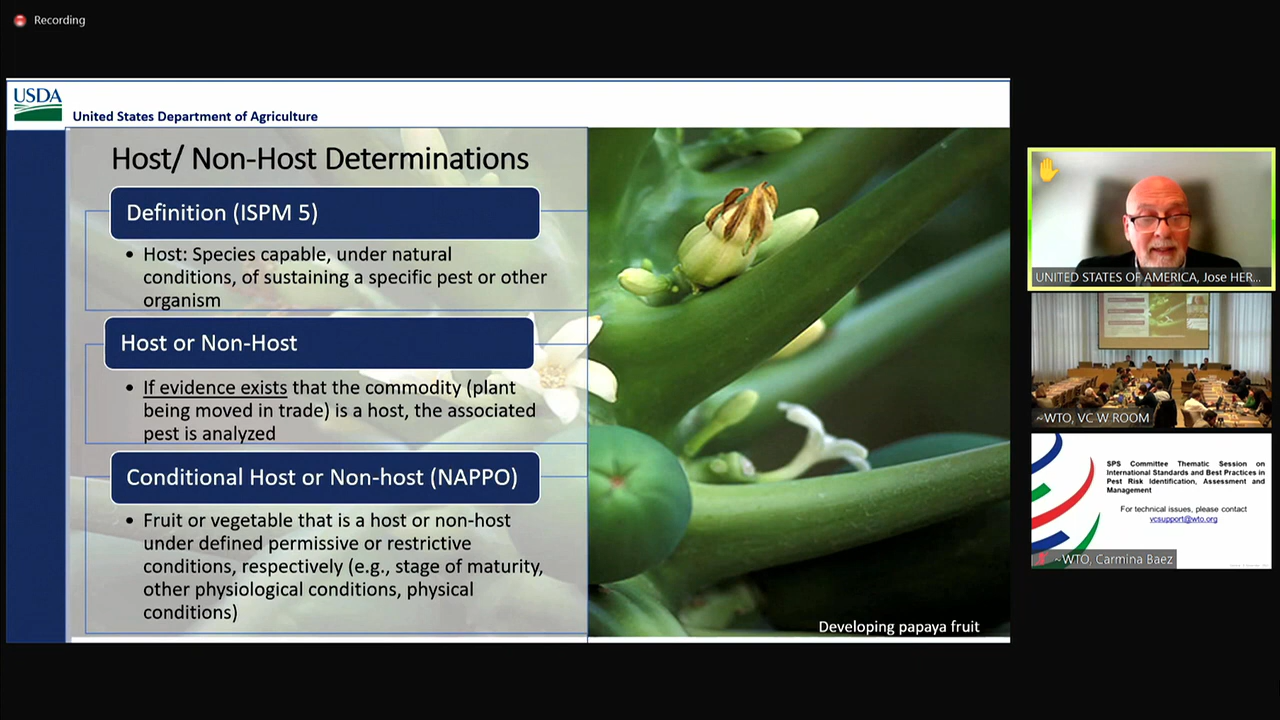 Recording
USDA
United States Department of Agriculture
Host/ Non-Host Determinations
Definition (ISPM 5)
• Host: Species capable, under natural
conditions, of sustaining a specific pest or other
organism
Host or Non-Host
• If evidence exists that the commodity (plant
being moved in trade) is a host, the associated
pest is analyzed
Conditional Host or Non-host (NAPPO)
• Fruit or vegetable that is a host or non-host
under defined permissive or restrictive
conditions, respectively (e.g., stage of maturity,
other physiological conditions, physical
conditions)
Developing papaya fruit
UNITED STATES OF AMERICA, Jose HER...
~WTO, VC W ROOM
SPS Committee Thematic Session on
International Standards and Best Practices in
Pest Risk Identification, Assessment and
Management
For technical issues, please contact
vcsupport@wto.org
~WTO, Carmina Baez